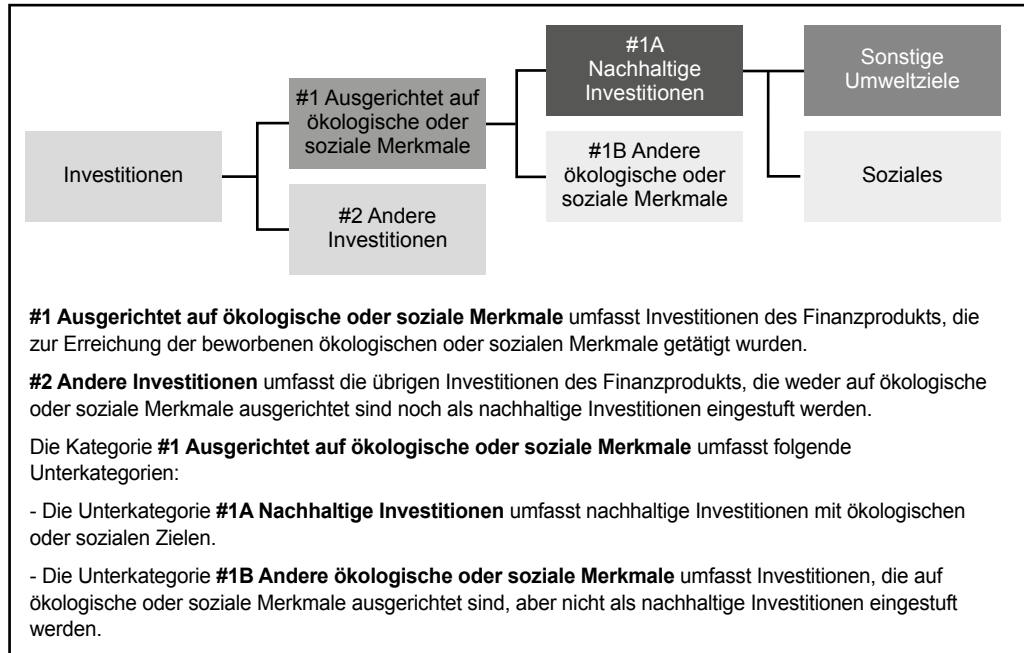 Investitionen
#1 Ausgerichtet auf
ökologische oder
soziale Merkmale
#2 Andere
Investitionen
#1A
Nachhaltige
Investitionen
#1B Andere
ökologische oder
soziale Merkmale
Sonstige
Umweltziele
Soziales
#1 Ausgerichtet auf ökologische oder soziale Merkmale umfasst Investitionen des Finanzprodukts, die
zur Erreichung der beworbenen ökologischen oder sozialen Merkmale getätigt wurden.
#2 Andere Investitionen umfasst die übrigen Investitionen des Finanzprodukts, die weder auf ökologische
oder soziale Merkmale ausgerichtet sind noch als nachhaltige Investitionen eingestuft werden.
Die Kategorie #1 Ausgerichtet auf ökologische oder soziale Merkmale umfasst folgende
Unterkategorien:
- Die Unterkategorie #1A Nachhaltige Investitionen umfasst nachhaltige Investitionen mit ökologischen
oder sozialen Zielen.
- Die Unterkategorie #1B Andere ökologische oder soziale Merkmale umfasst Investitionen, die auf
ökologische oder soziale Merkmale ausgerichtet sind, aber nicht als nachhaltige Investitionen eingestuft
werden.